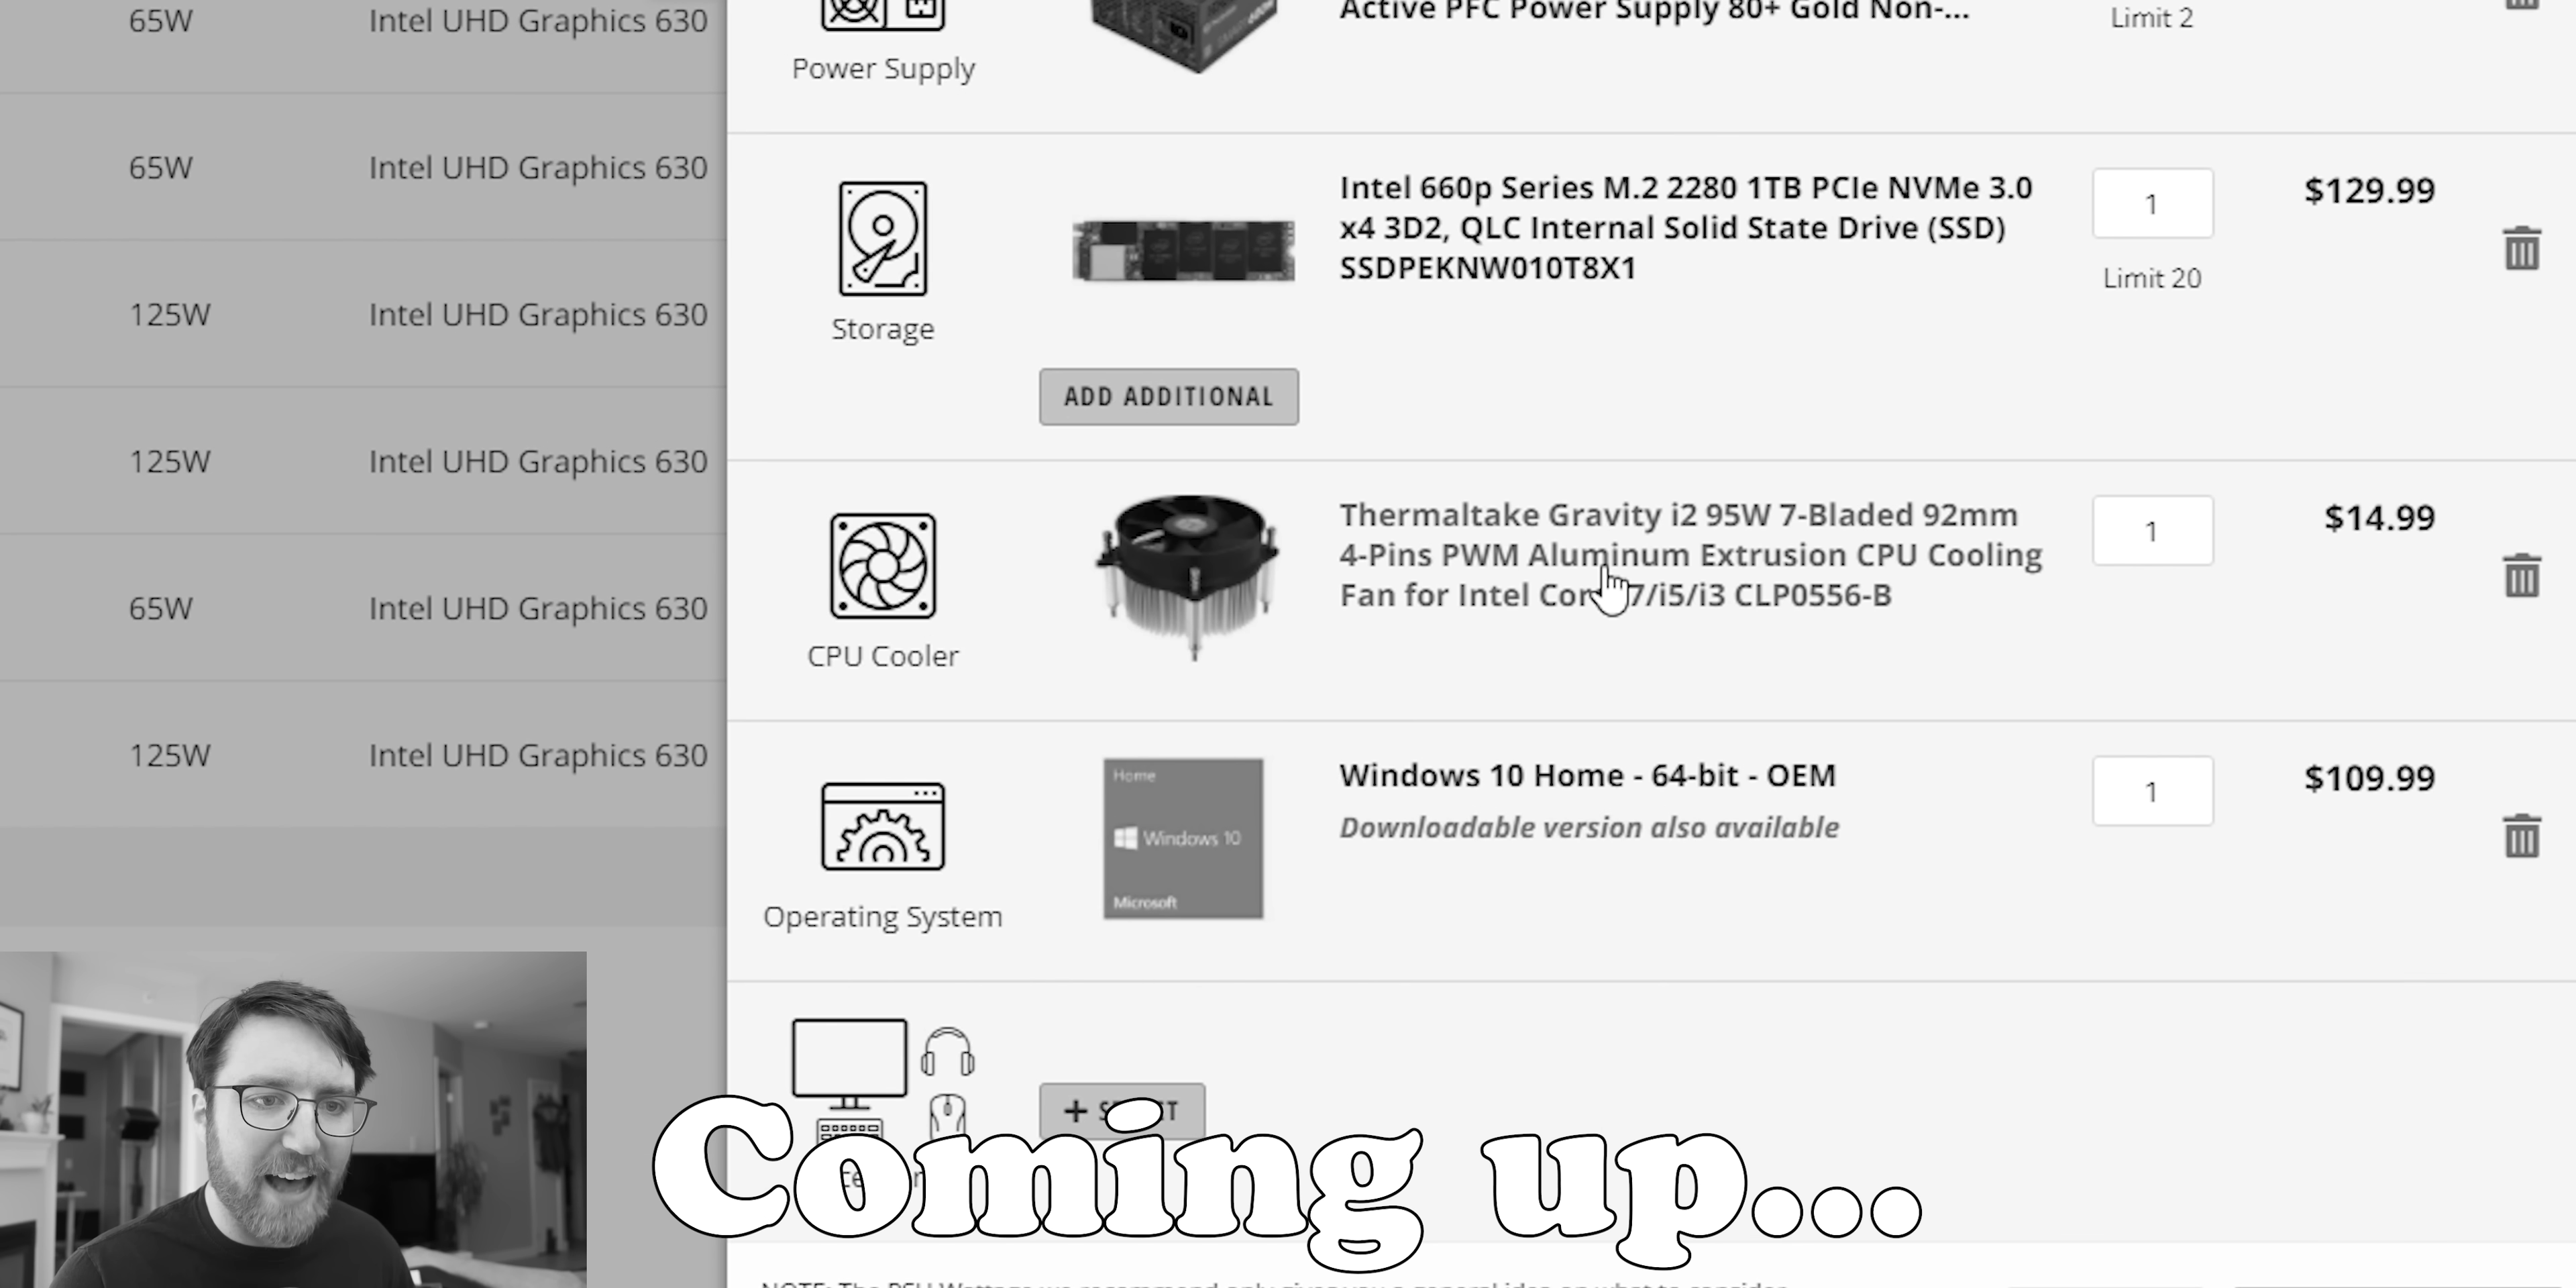 65W Intel UHD Graphics 630
65W Intel UHD Graphics 630
125W Intel UHD Graphics 630
125W Intel UHD Graphics 630
65W Intel UHD Graphics 630
125W Intel UHD Graphics 630
Power Supply
Active PFC Power Supply 80+ Gold Non-...
Limit 2
Storage
Intel 660p Series M.2 2280 1TB PCIe NVMe 3.0
x4 3D2, QLC Internal Solid State Drive (SSD)
SSDPEKNW010T8X1
1
Limit 20
$129.99
ADD ADDITIONAL
CPU Cooler
Thermaltake Gravity i2 95W 7-Bladed 92mm
4-Pins PWM Aluminum Extrusion CPU Cooling
Fan for Intel 7/i5/i3 CLP0556-B
1
$14.99
Operating System
Home
Windows 10
Microsoft
Windows 10 Home - 64-bit - OEM
Downloadable version also available
1
$109.99
Coming up...